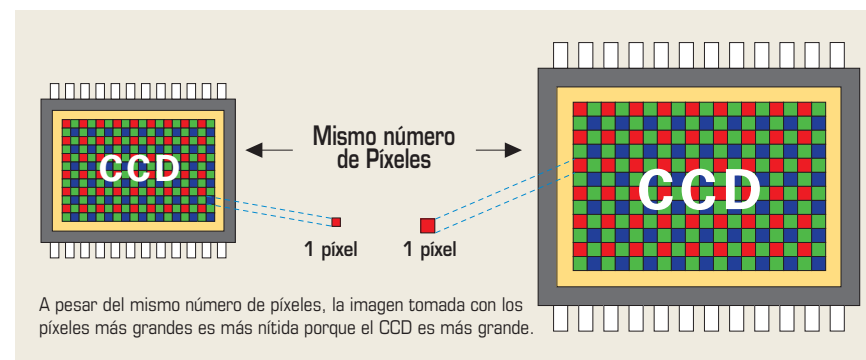 Mismo número
de Píxeles
CCD
CCD
1 píxel
1 píxel
A pesar del mismo número de píxeles, la imagen tomada con los
píxeles más grandes es más nítida porque el CCD es más grande.